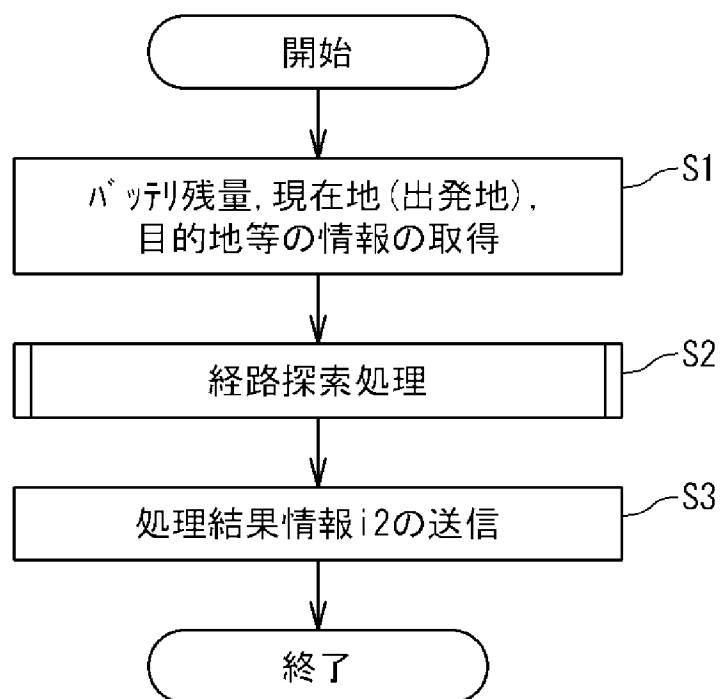 開始
バッテリ残量,現在地(出発地),
目的地等の情報の取得
S1
経路探索処理
S2
処理結果情報i2の送信
S3
終了